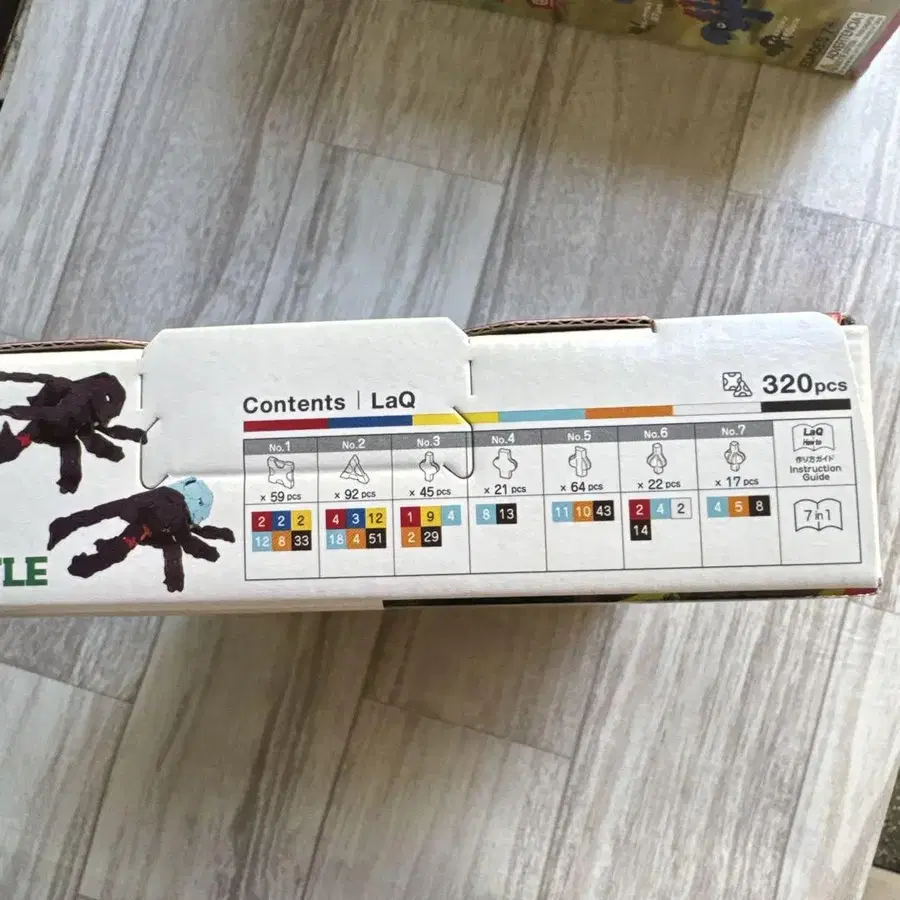 Contents | LaQ
320pcs
No.1 No.2 No.3 No.4 No.5 No.6 No.7
LaQ
How to
作り方ガイド
Instruction
Guide
x 59 pcs x 92 pcs x 45 pcs x 21 pcs x 64 pcs x 22 pcs x 17 pcs
2 2 2 4 3 12 1 9 4 8 13 11 10 43 2 4 2 4 5 8
12 8 33 18 4 51 2 29 14
7 in 1
TLE